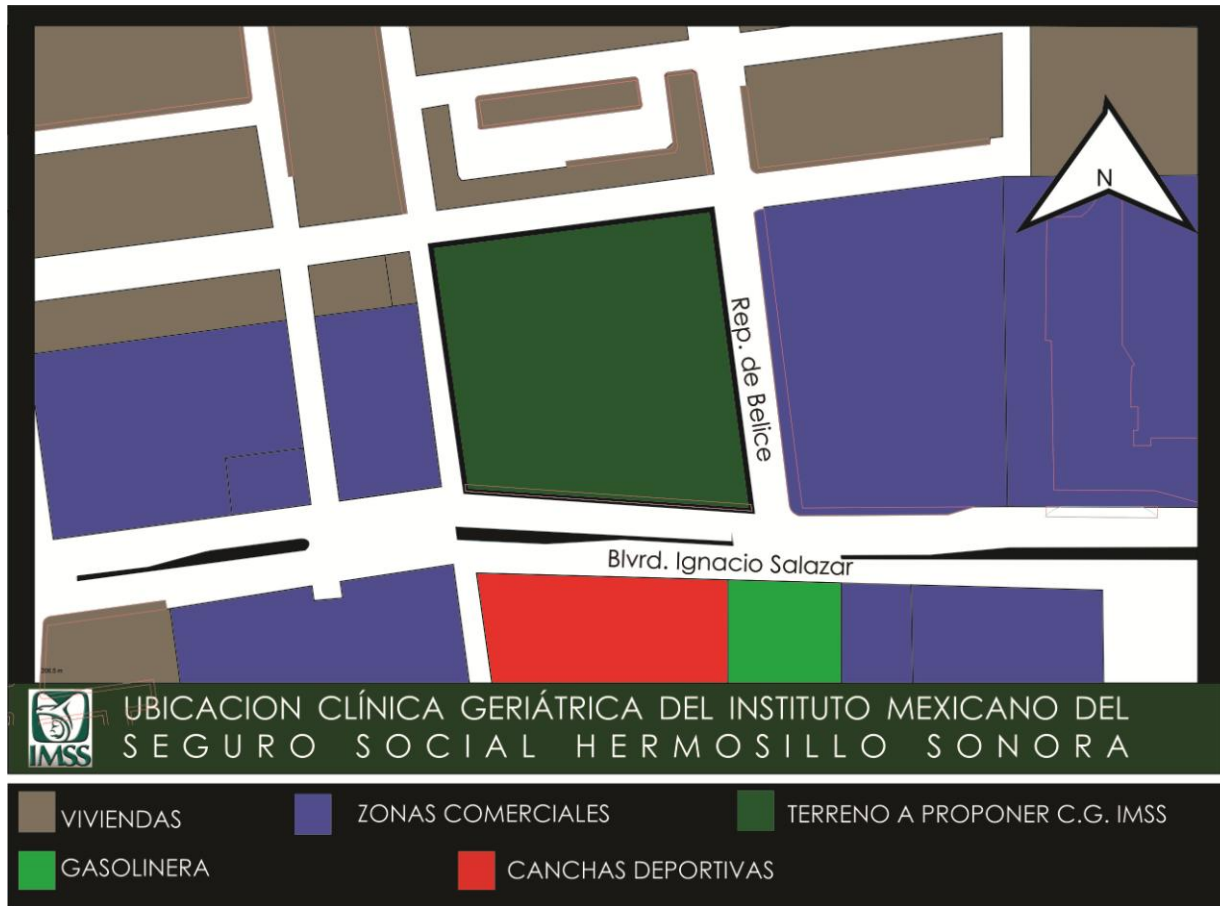 N
Rep. de Belice
Blvrd. Ignacio Salazar
UBICACION CLÍNICA GERIÁTRICA DEL INSTITUTO MEXICANO DEL
SEGURO SOCIAL HERMOSILLO SONORA
IMSS
VIVIENDAS
ZONAS COMERCIALES
TERRENO A PROPONER C.G. IMSS
GASOLINERA
CANCHAS DEPORTIVAS